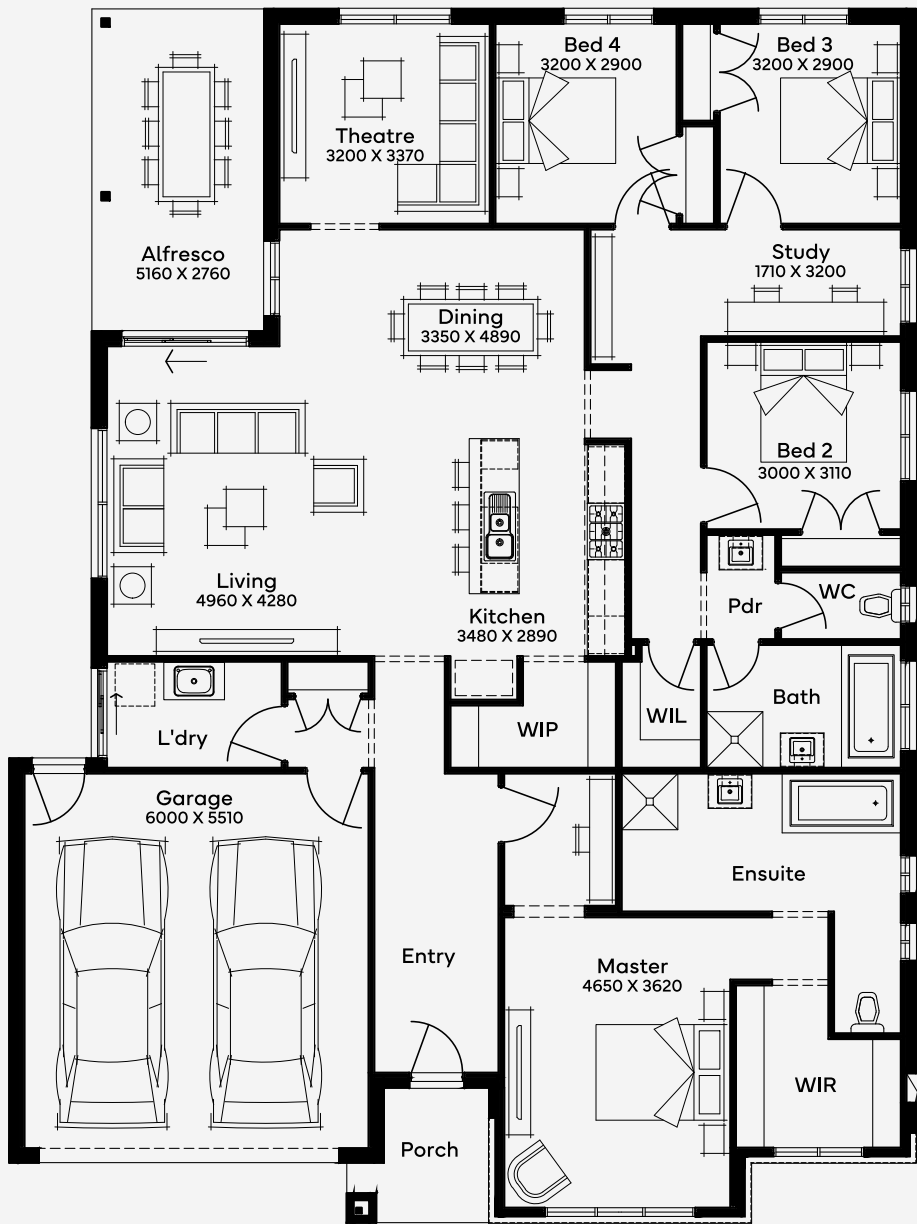 Bed 4
3200 X 2900
Bed 3
3200 X 2900
Theatre
3200 X 3370
Alfresco
5160 X 2760
Study
1710 X 3200
Dining
3350 X 4890
Bed 2
3000 X 3110
Living
4960 X 4280
Kitchen
3480 X 2890
Pdr
WC
L'dry
WIP
WIL
Bath
Garage
6000 X 5510
Ensuite
Entry
Master
4650 X 3620
WIR
Porch